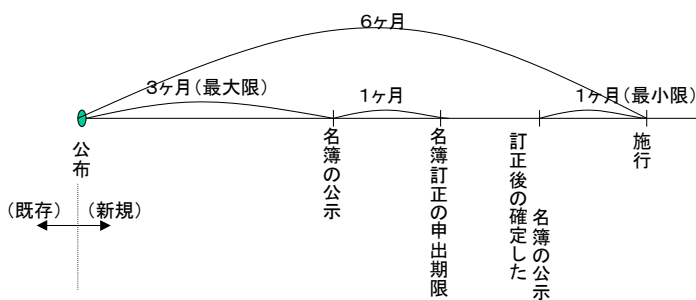 6ヶ月
3ヶ月(最大限)
1ヶ月
1ヶ月(最小限)
公布
名簿の公示
名簿訂正の申出期限
訂正後の確定した
名簿の公示
施行
(既存)
(新規)